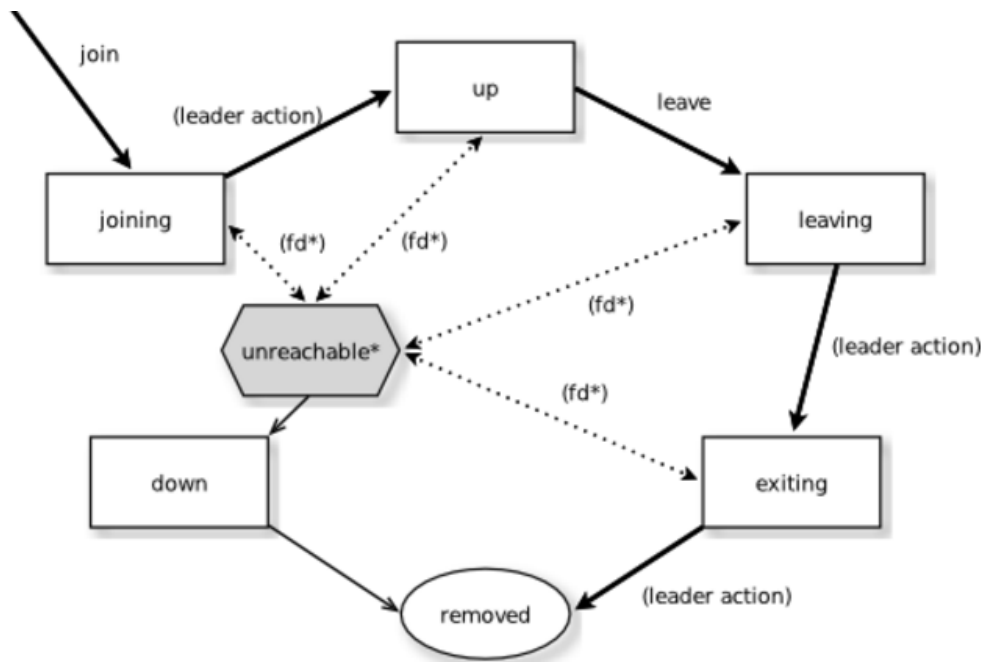 join
up
(leader action)
leave
joining
leaving
(fd*)
(fd*)
(fd*)
unreachable*
(leader action)
(fd*)
down
exiting
removed
(leader action)